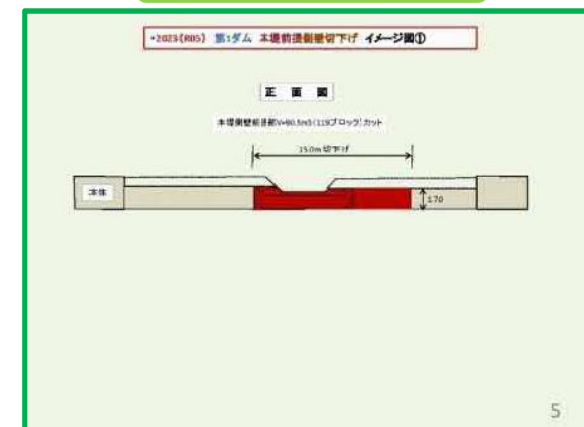 ・2023(R05) 第1ダム 本堤前提側壁切下げ イメージ図①
正面図
本堤側壁前提部V=80.5m3(119ブロック)カット
15.0m 切下げ
本体
1.70
5